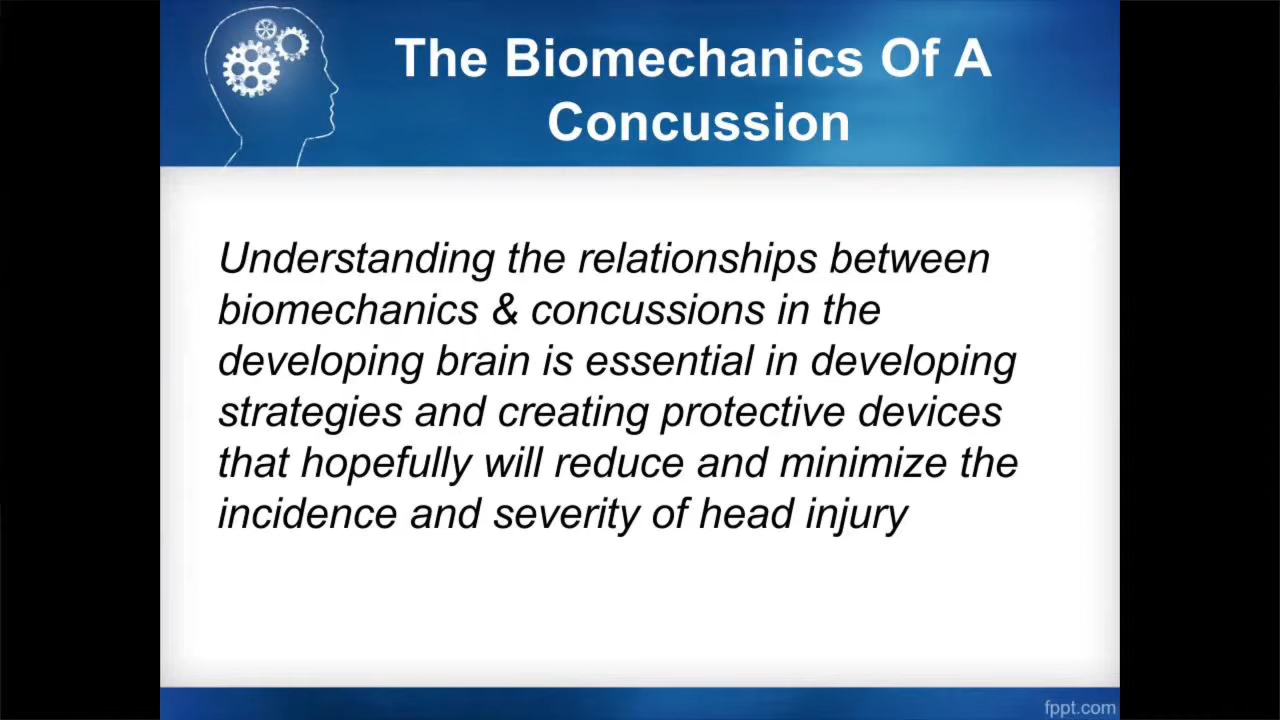 The Biomechanics Of A
Concussion
Understanding the relationships between
biomechanics & concussions in the
developing brain is essential in developing
strategies and creating protective devices
that hopefully will reduce and minimize the
incidence and severity of head injury
fppt.com